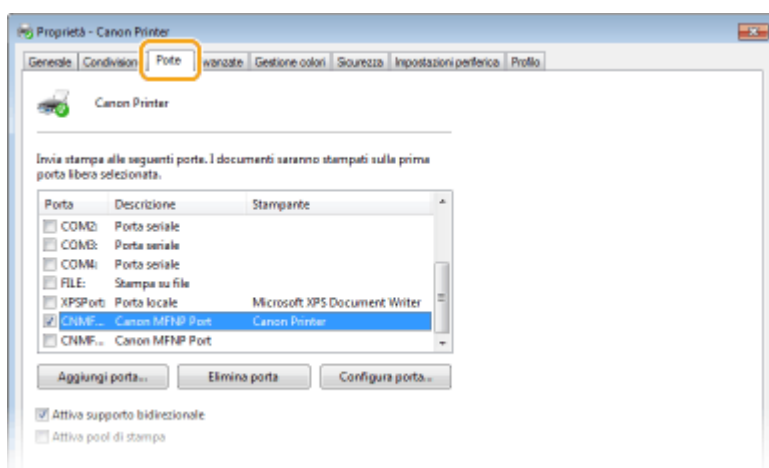 Proprietà - Canon Printer
Generale Condivision Porte wanzate Gestione colori Sicurezza Impostazioni periferica Profilo
Canon Printer
Invia stampa alle seguenti porte. I documenti saranno stampati sulla prima
porta libera selezionata.
Porta Descrizione Stampante
COM2: Porta seriale
COM3: Porta seriale
COM4: Porta seriale
FILE: Stampa su file
XPSPort: Porta locale Microsoft XPS Document Writer
CNMF... Canon MFNP Port Canon Printer
CNMF... Canon MFNP Port
Aggiungi porta... Elimina porta Configura porta...
Attiva supporto bidirezionale
Attiva pool di stampa